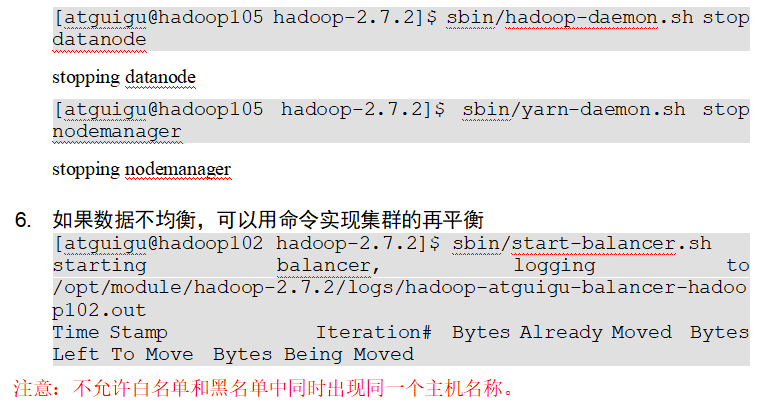 [atguigu@hadoop105 hadoop-2.7.2]$ sbin/hadoop-daemon.sh stop
datanode
stopping datanode
[atguigu@hadoop105 hadoop-2.7.2]$ sbin/yarn-daemon.sh stop
nodemanager
stopping nodemanager
6. 如果数据不均衡，可以用命令实现集群的再平衡
[atguigu@hadoop102 hadoop-2.7.2]$ sbin/start-balancer.sh
starting balancer, logging to
/opt/module/hadoop-2.7.2/logs/hadoop-atguigu-balancer-hadoo
p102.out
Time Stamp Iteration# Bytes Already Moved Bytes
Left To Move Bytes Being Moved
注意：不允许白名单和黑名单中同时出现同一个主机名称。